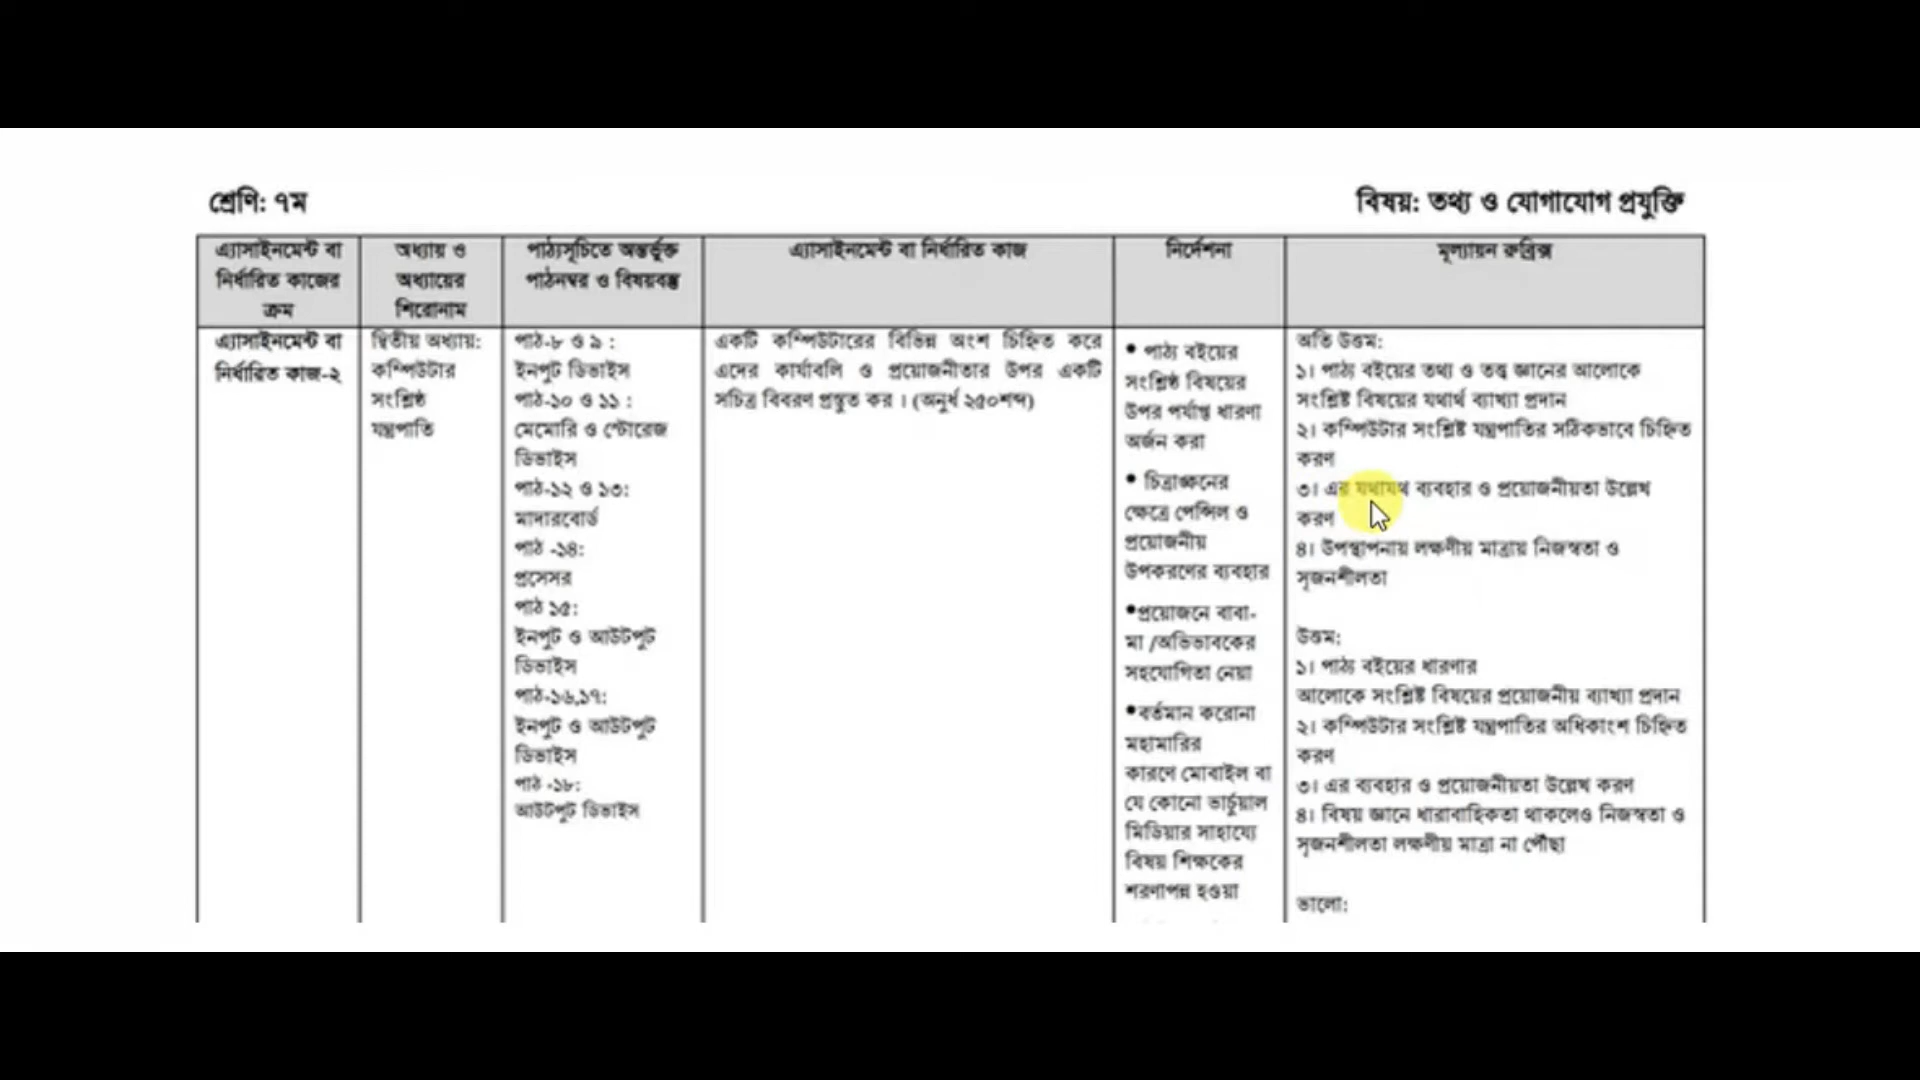 শ্রেণি: ৭ম
বিষয়: তথ্য ও যোগাযোগ প্রযুক্তি
এ্যাসাইনমেন্ট বা
নির্ধারিত কাজের
ক্রম
অধ্যায় ও
অধ্যায়ের
শিরোনাম
পাঠ্যসূচিতে অন্তর্ভুক্ত
পাঠনম্বর ও বিষয়বস্তু
এ্যাসাইনমেন্ট বা নির্ধারিত কাজ
নির্দেশনা
মূল্যায়ন রুব্রিক্স
এ্যাসাইনমেন্ট বা
নির্ধারিত কাজ-২
দ্বিতীয় অধ্যায়:
কম্পিউটার
সংশ্লিষ্ঠ
যন্ত্রপাতি
পাঠ-৮ ও ৯ :
ইনপুট ডিভাইস
পাঠ-১০ ও ১১ :
মেমোরি ও স্টোরেজ
ডিভাইস
পাঠ-১২ ও ১৩:
মাদারবোর্ড
পাঠ -১৪:
প্রসেসর
পাঠ ১৫:
ইনপুট ও আউটপুট
ডিভাইস
পাঠ-১৬,১৭:
ইনপুট ও আউটপুট
ডিভাইস
পাঠ -১৮:
আউটপুট ডিভাইস
একটি কম্পিউটারের বিভিন্ন অংশ চিহ্নিত করে
এদের কার্যাবলি ও প্রয়োজনীতার উপর একটি
সচিত্র বিবরণ প্রস্তুত কর । (অনুর্ধ ২৫০শব্দ)
• পাঠ্য বইয়ের
সংশ্লিষ্ঠ বিষয়ের
উপর পর্যাপ্ত ধারণা
অর্জন করা
• চিত্রাঙ্কনের
ক্ষেত্রে পেন্সিল ও
প্রয়োজনীয়
উপকরণের ব্যবহার
•প্রয়োজনে বাবা-
মা /অভিভাবকের
সহযোগিতা নেয়া
•বর্তমান করোনা
মহামারির
কারণে মোবাইল বা
যে কোনো ভার্চুয়াল
মিডিয়ার সাহায্যে
বিষয় শিক্ষকের
শরণাপন্ন হওয়া
অতি উত্তম:
১। পাঠ্য বইয়ের তথ্য ও তত্ত্ব জ্ঞানের আলোকে
সংশ্লিষ্ট বিষয়ের যথার্থ ব্যাখ্যা প্রদান
২। কম্পিউটার সংশ্লিষ্ট যন্ত্রপাতির সঠিকভাবে চিহ্নিত
করণ
৩। এর যথাযথ ব্যবহার ও প্রয়োজনীয়তা উল্লেখ
করণ
৪। উপস্থাপনায় লক্ষণীয় মাত্রায় নিজস্বতা ও
সৃজনশীলতা
উত্তম:
১। পাঠ্য বইয়ের ধারণার
আলোকে সংশ্লিষ্ট বিষয়ের প্রয়োজনীয় ব্যাখ্যা প্রদান
২। কম্পিউটার সংশ্লিষ্ট যন্ত্রপাতির অধিকাংশ চিহ্নিত
করণ
৩। এর ব্যবহার ও প্রয়োজনীয়তা উল্লেখ করণ
৪। বিষয় জ্ঞানে ধারাবাহিকতা থাকলেও নিজস্বতা ও
সৃজনশীলতা লক্ষণীয় মাত্রা না পৌঁছা
ভালো: